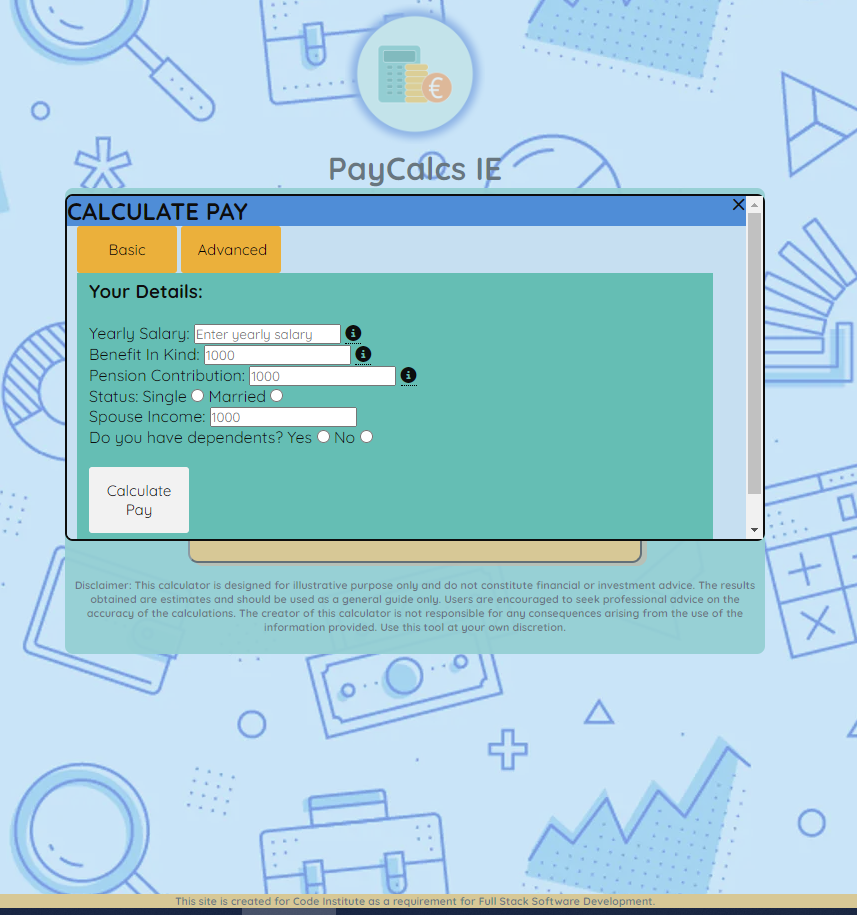 €
PayCalcs IE
CALCULATE PAY
Basic Advanced
Your Details:
Yearly Salary: Enter yearly salary
Benefit In Kind: 1000
Pension Contribution: 1000
Status: Single Married
Spouse Income: 1000
Do you have dependents? Yes No
Calculate
Pay
Disclaimer: This calculator is designed for illustrative purpose only and do not constitute financial or investment advice. The results
obtained are estimates and should be used as a general guide only. Users are encouraged to seek professional advice on the
accuracy of the calculations. The creator of this calculator is not responsible for any consequences arising from the use of the
information provided. Use this tool at your own discretion.
This site is created for Code Institute as a requirement for Full Stack Software Development.